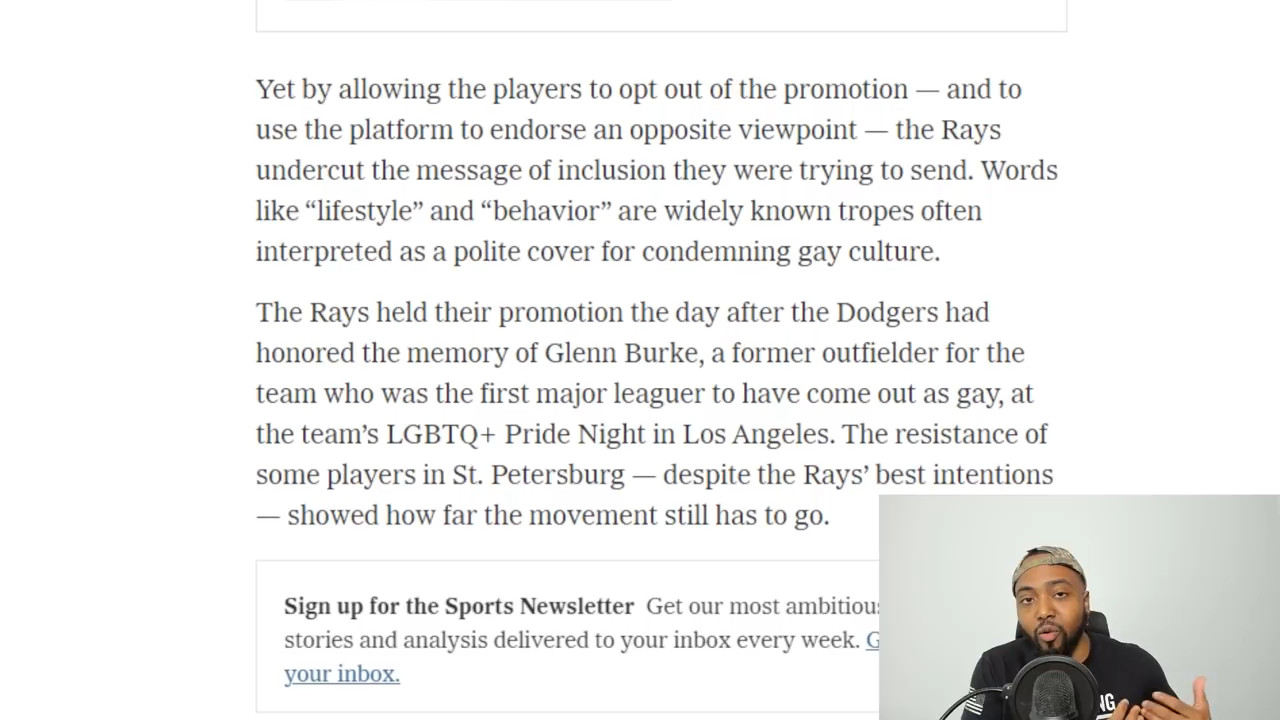 Yet by allowing the players to opt out of the promotion — and to
use the platform to endorse an opposite viewpoint — the Rays
undercut the message of inclusion they were trying to send. Words
like “lifestyle” and “behavior” are widely known tropes often
interpreted as a polite cover for condemning gay culture.
The Rays held their promotion the day after the Dodgers had
honored the memory of Glenn Burke, a former outfielder for the
team who was the first major leaguer to have come out as gay, at
the team’s LGBTQ+ Pride Night in Los Angeles. The resistance of
some players in St. Petersburg — despite the Rays’ best intentions
— showed how far the movement still has to go.
Sign up for the Sports Newsletter Get our most ambitious
stories and analysis delivered to your inbox every week. G
your inbox.
NG